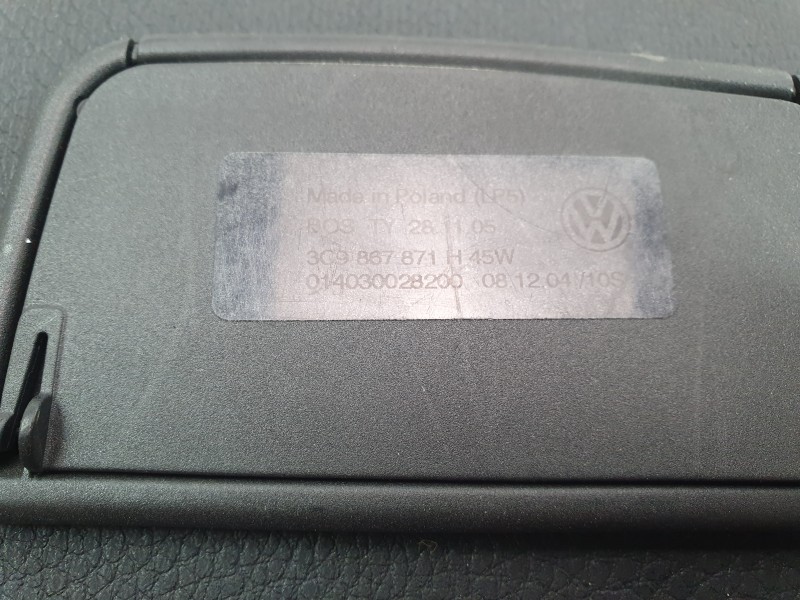 Made in Poland (LP5)
BOS TY 28.11.05
3C9 867 871 H 45W
014030028200 08.12.04 /10S